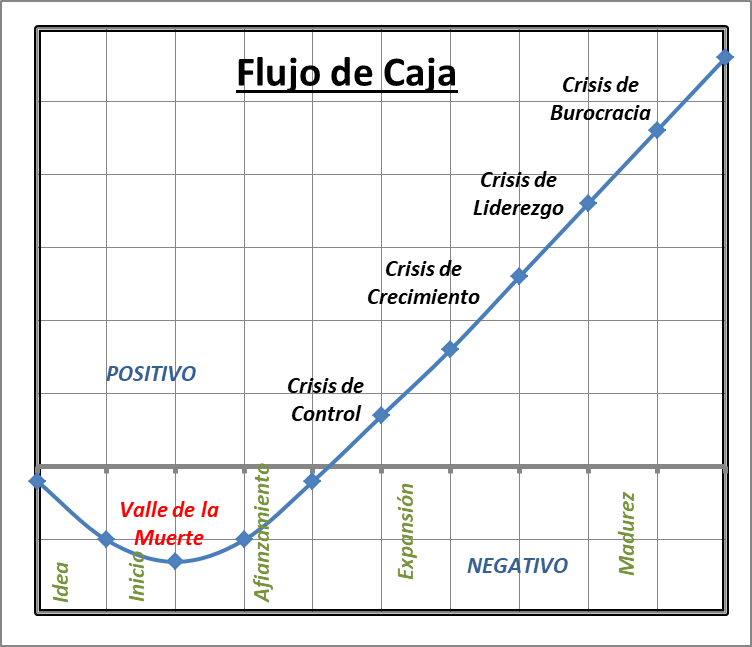 Flujo de Caja
Crisis de
Burocracia
Crisis de
Liderezgo
Crisis de
Crecimiento
POSITIVO
Crisis de
Control
Valle de la
Muerte
Idea
Inicio
Afianzamiento
Expansión
NEGATIVO
Madurez